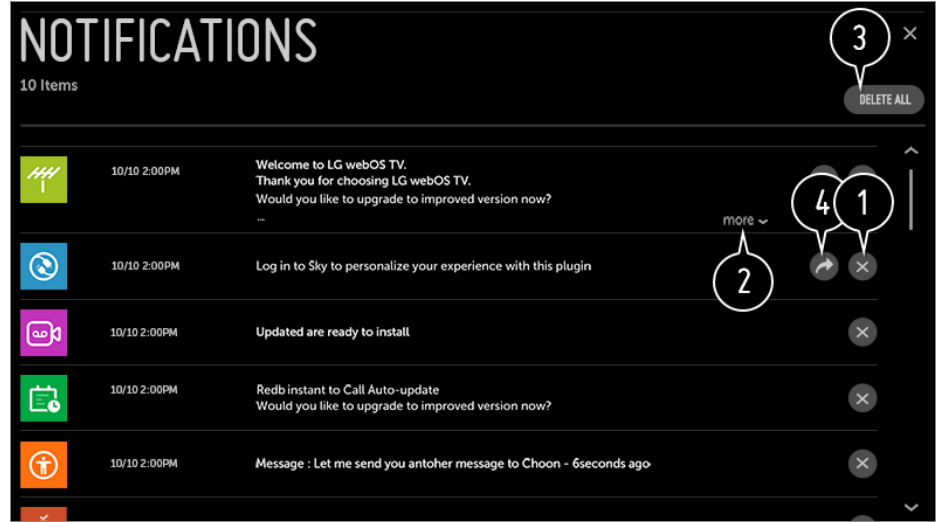 NOTIFICATIONS
3
10 Items
DELETE ALL
10/10 2:00PM
Welcome to LG webOS TV.
Thank you for choosing LG webOS TV.
Would you like to upgrade to improved version now?
...
more
4
1
10/10 2:00PM
Log in to Sky to personalize your experience with this plugin
2
10/10 2:00PM
Updated are ready to install
10/10 2:00PM
Redb instant to Call Auto-update
Would you like to upgrade to improved version now?
10/10 2:00PM
Message : Let me send you antoher message to Choon - 6seconds ago